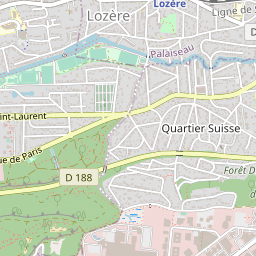 Lozère
Lozère
Ligne de S
D
Palaiseau
int-Laurent
Quartier Suisse
ue de Paris
D 188
Forêt D
d'